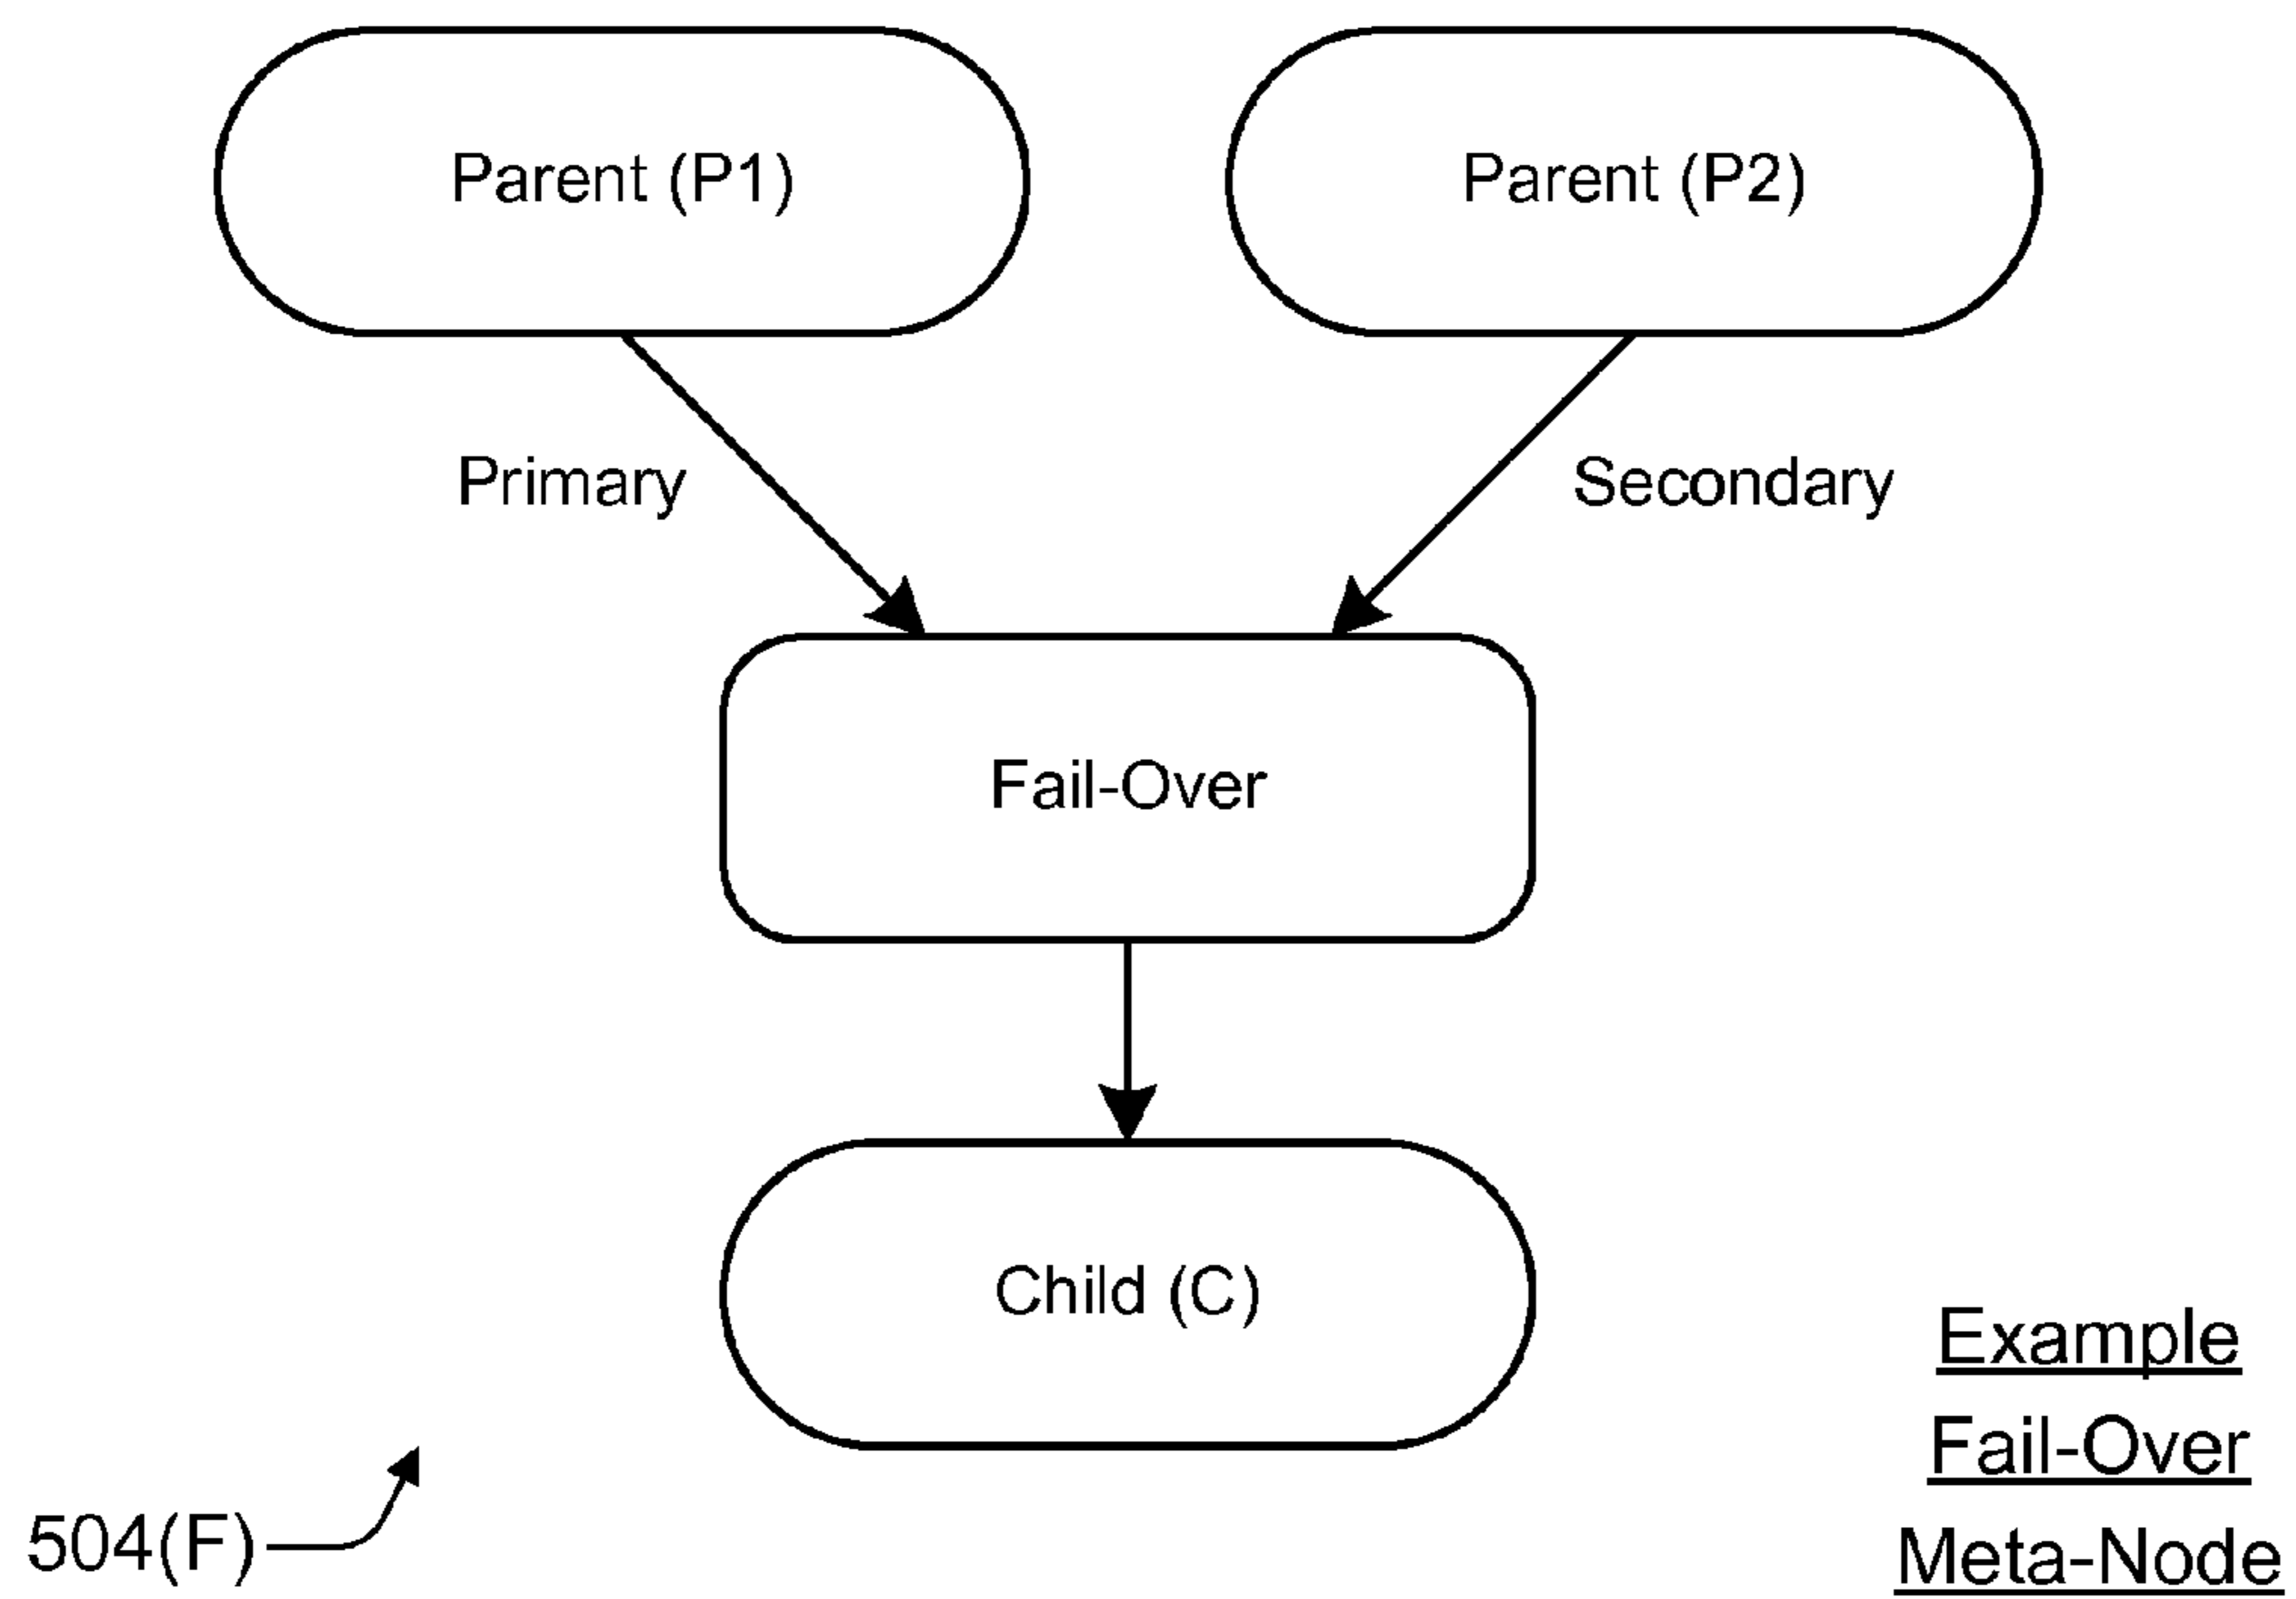 Parent (P1)
Parent (P2)
Primary
Secondary
Fail-Over
Child (C)
Example
Fail-Over
Meta-Node
504(F)